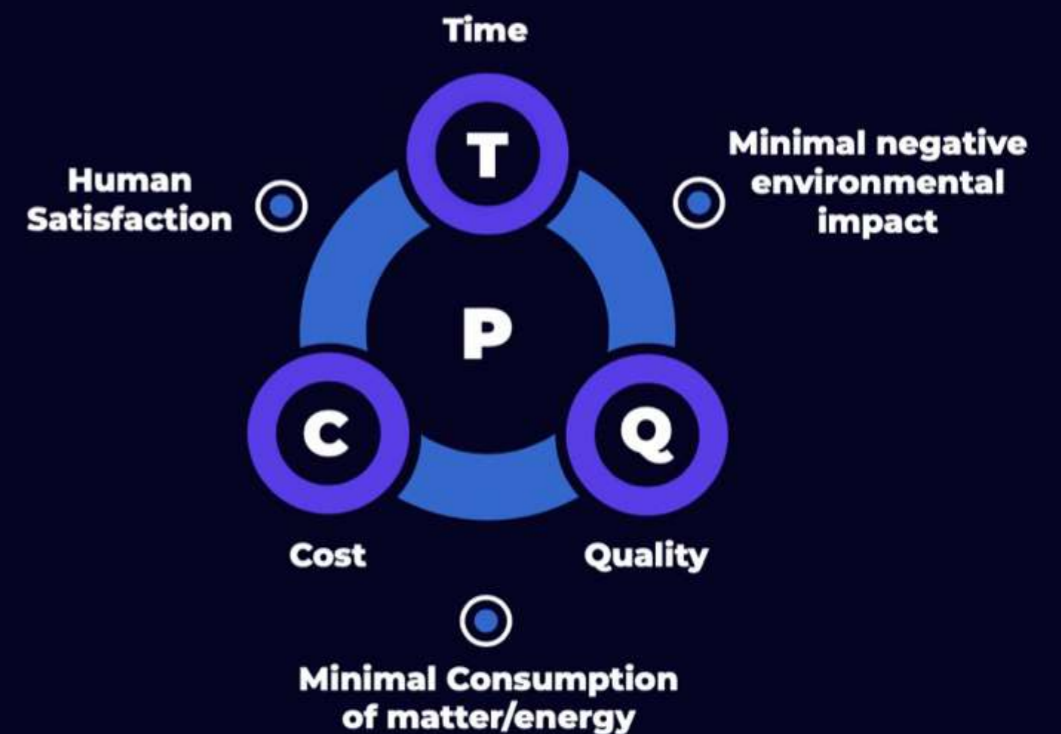 Time
T
Human
Satisfaction
Minimal negative
environmental
impact
P
C
Q
Cost
Quality
Minimal Consumption
of matter/energy